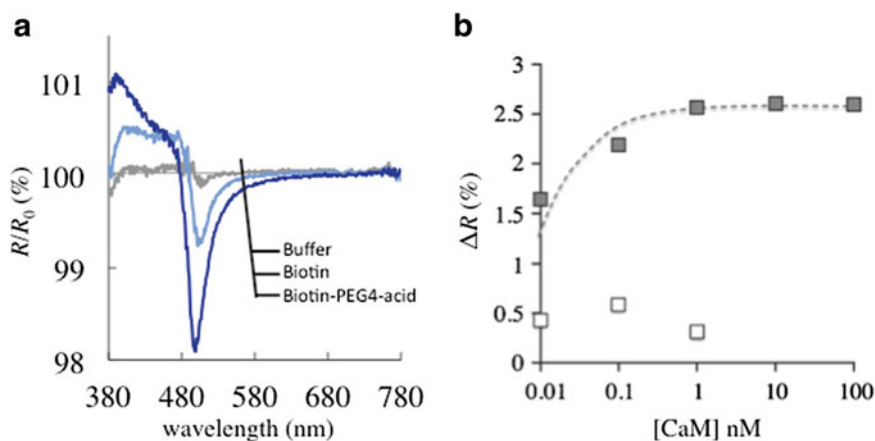 a
101
100
99
98
R/R0 (%)
380 480 580 680 780
wavelength (nm)
Buffer
Biotin
Biotin-PEG4-acid
b
3
2.5
2
1.5
1
0.5
0
ΔR (%)
0.01 0.1 1 10 100
[CaM] nM